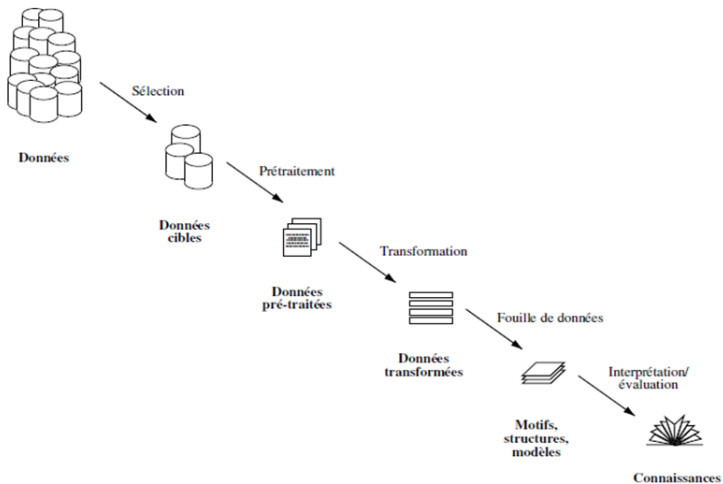 Sélection
Données
Prétraitement
Données
cibles
Transformation
Données
pré-traitées
Fouille de données
Données
transformées
Interprétation/
évaluation
Motifs,
structures,
modèles
Connaissances